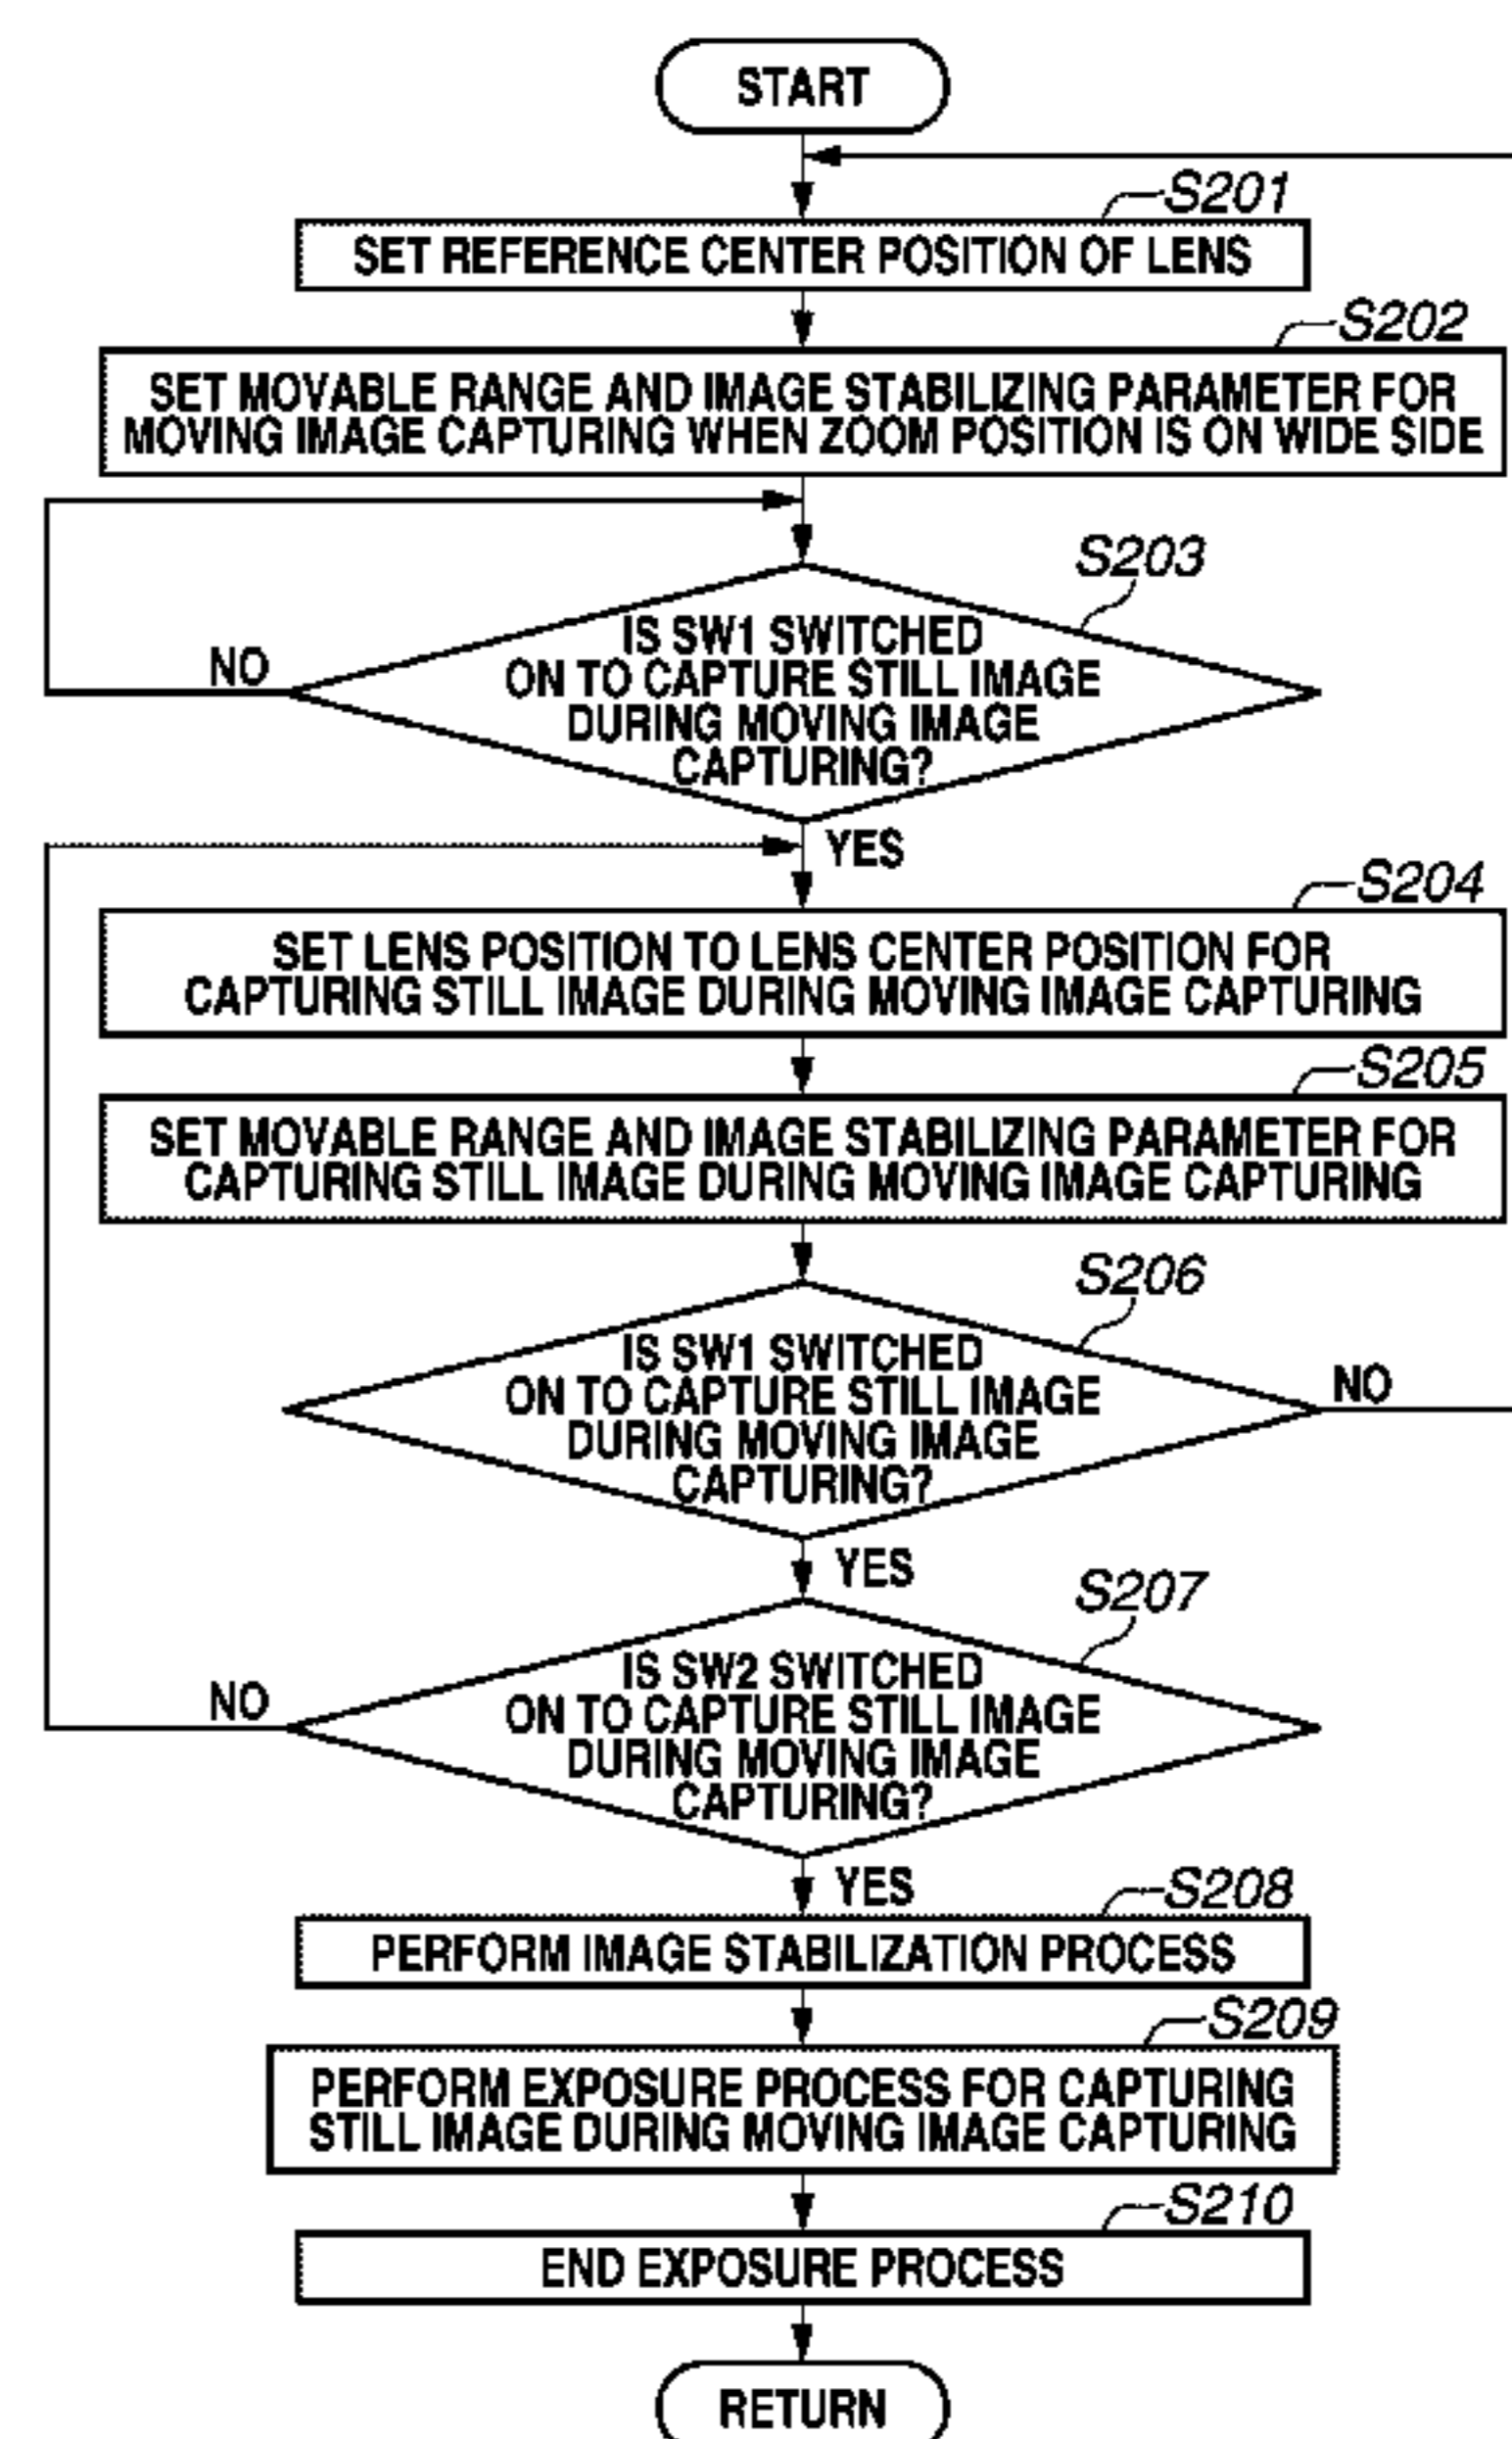 START
S201
SET REFERENCE CENTER POSITION OF LENS
S202
SET MOVABLE RANGE AND IMAGE STABILIZING PARAMETER FOR
MOVING IMAGE CAPTURING WHEN ZOOM POSITION IS ON WIDE SIDE
S203
IS SW1 SWITCHED
ON TO CAPTURE STILL IMAGE
DURING MOVING IMAGE
CAPTURING?
NO
YES
S204
SET LENS POSITION TO LENS CENTER POSITION FOR
CAPTURING STILL IMAGE DURING MOVING IMAGE CAPTURING
S205
SET MOVABLE RANGE AND IMAGE STABILIZING PARAMETER FOR
CAPTURING STILL IMAGE DURING MOVING IMAGE CAPTURING
S206
IS SW1 SWITCHED
ON TO CAPTURE STILL IMAGE
DURING MOVING IMAGE
CAPTURING?
NO
YES
S207
IS SW2 SWITCHED
ON TO CAPTURE STILL IMAGE
DURING MOVING IMAGE
CAPTURING?
NO
YES
S208
PERFORM IMAGE STABILIZATION PROCESS
S209
PERFORM EXPOSURE PROCESS FOR CAPTURING
STILL IMAGE DURING MOVING IMAGE CAPTURING
S210
END EXPOSURE PROCESS
RETURN